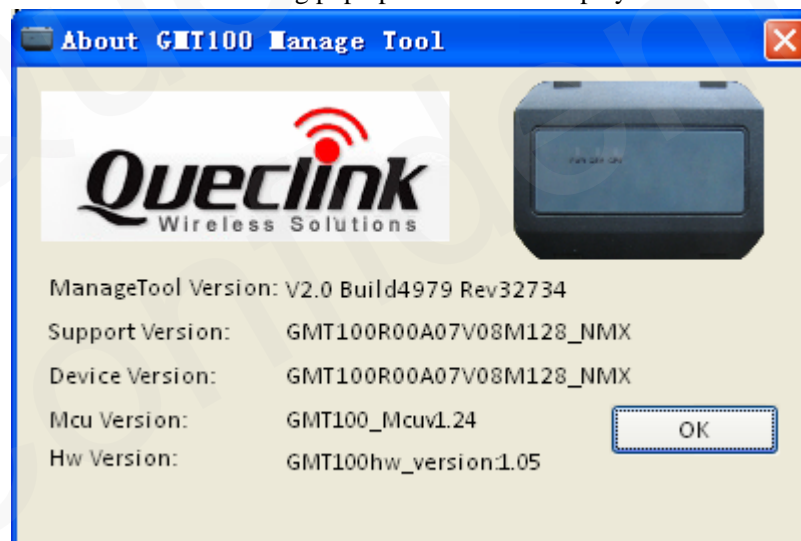 About GMT100 Manage Tool
Queclink
Wireless Solutions
ManageTool Version: V2.0 Build4979 Rev32734
Support Version: GMT100R00A07V08M128_NMX
Device Version: GMT100R00A07V08M128_NMX
Mcu Version: GMT100_Mcuv1.24
OK
Hw Version: GMT100hw_version:1.05